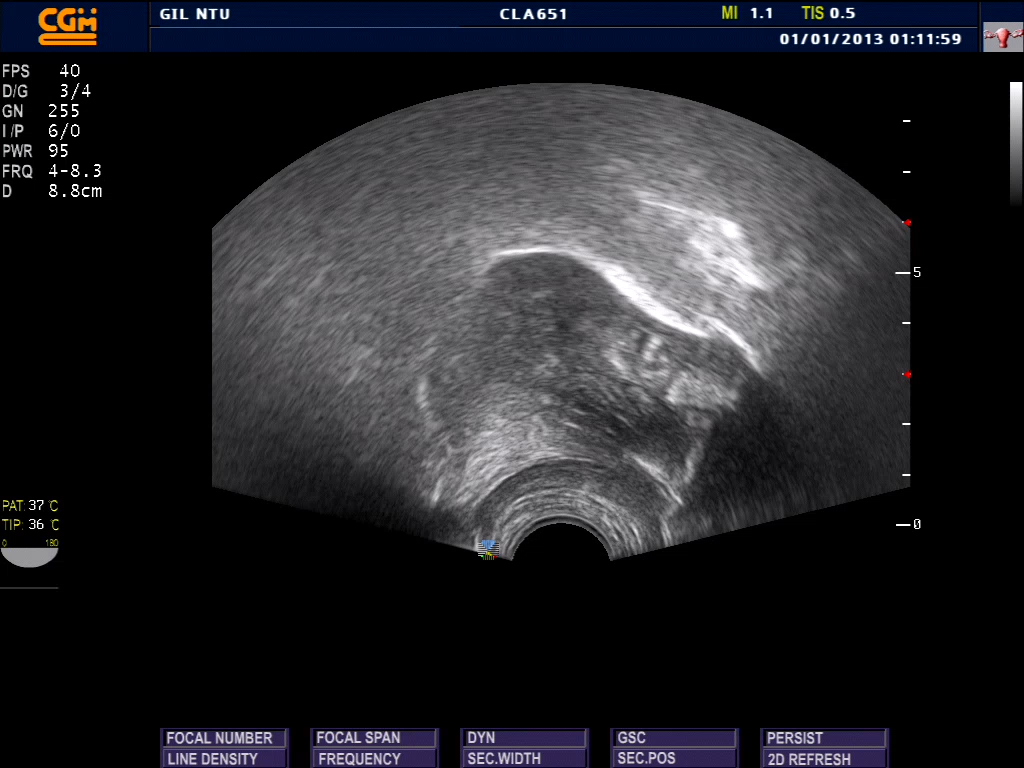 CGM
GIL NTU CLA651 MI 1.1 TIS 0.5
01/01/2013 01:11:59
FPS 40
D/G 3/4
GN 255
I/P 6/0
PWR 95
FRQ 4-8.3
D 8.8cm
5
PAT: 37 °C
TIP: 36 °C
0 180
0
FOCAL NUMBER FOCAL SPAN DYN GSC PERSIST
LINE DENSITY FREQUENCY SEC.WIDTH SEC.POS 2D REFRESH